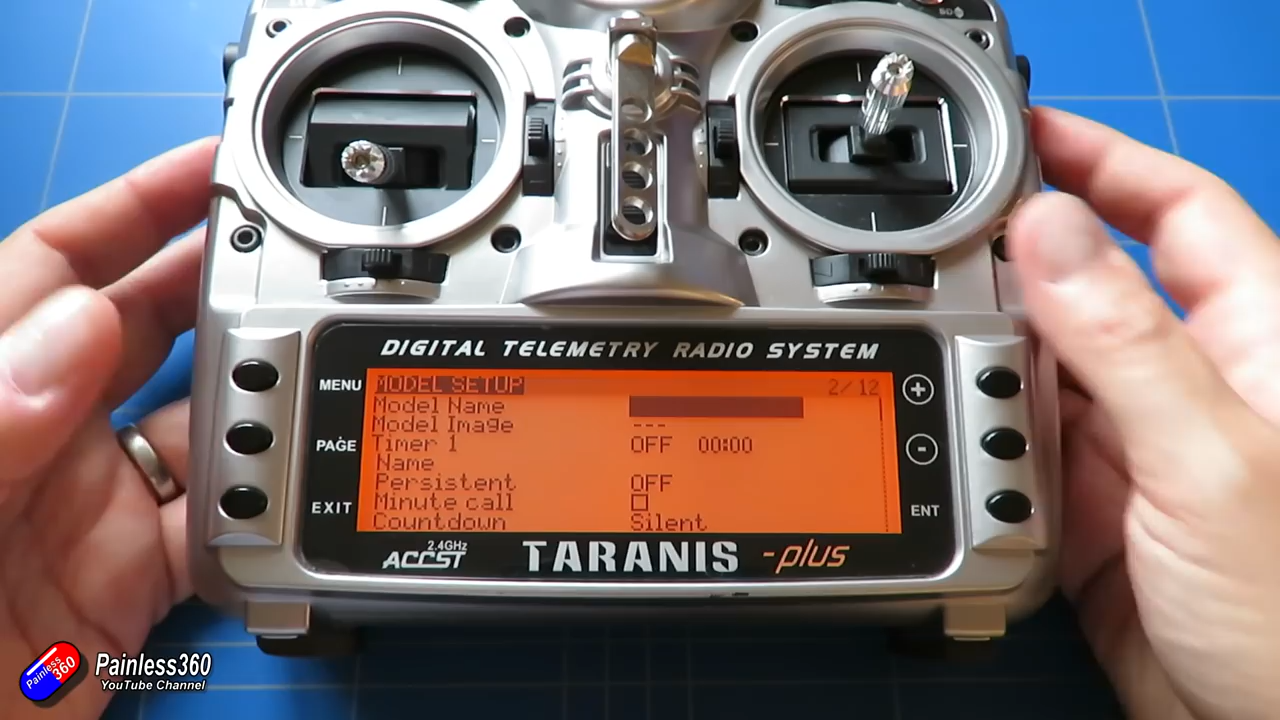 DIGITAL TELEMETRY RADIO SYSTEM
MENU
PAGE
EXIT
MODEL SETUP 2/12
Model Name
Model Image ---
Timer 1 OFF 00:00
Name
Persistent OFF
Minute call
Countdown Silent
+
-
ENT
2.4GHz
ACCST
TARANIS -plus
Painless360
Painless360
YouTube Channel